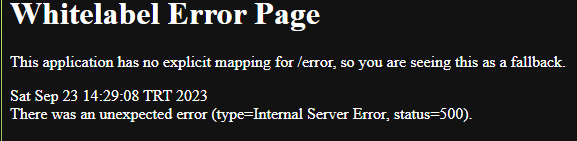 Whitelabel Error Page
This application has no explicit mapping for /error, so you are seeing this as a fallback.
Sat Sep 23 14:29:08 TRT 2023
There was an unexpected error (type=Internal Server Error, status=500).